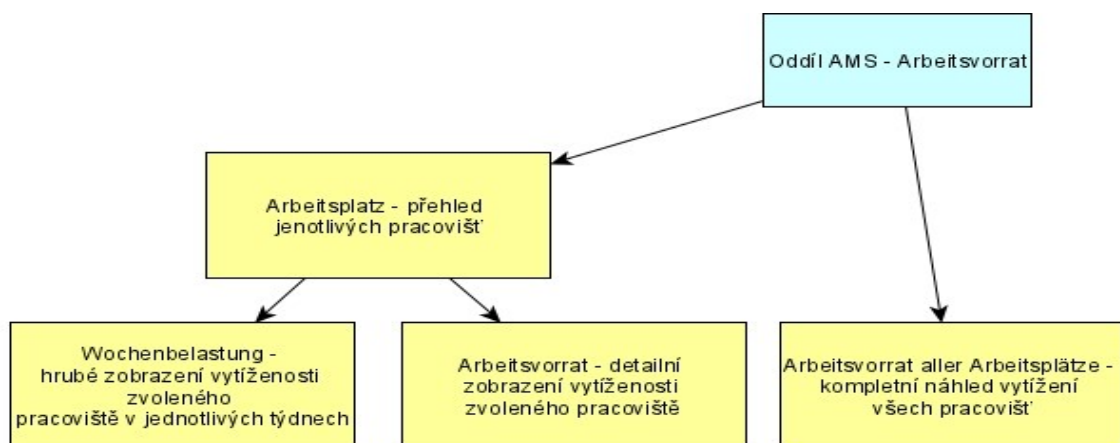 Oddíl AMS - Arbeitsvorrat
Arbeitsplatz - přehled
jenotlivých pracovišť
Wochenbelastung -
hrubé zobrazení vytíženosti
zvoleného
pracoviště v jednotlivých týdnech
Arbeitsvorrat - detailní
zobrazení vytíženosti
zvoleného pracoviště
Arbeitsvorrat aller Arbeitsplätze -
kompletní náhled vytížení
všech pracovišť